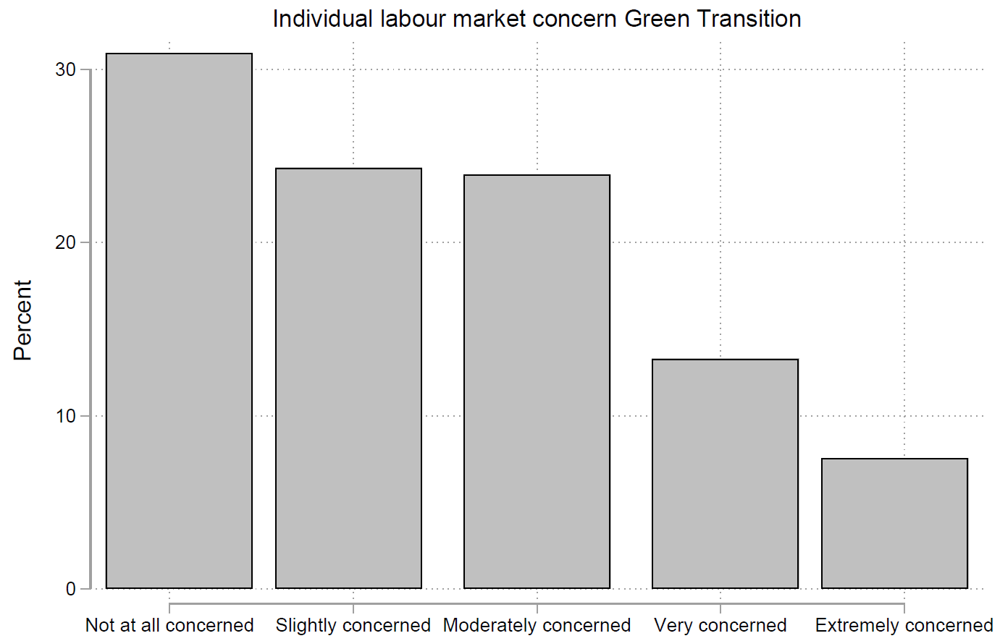 Individual labour market concern Green Transition
30
20
10
0
Percent
Not at all concerned Slightly concerned Moderately concerned Very concerned Extremely concerned